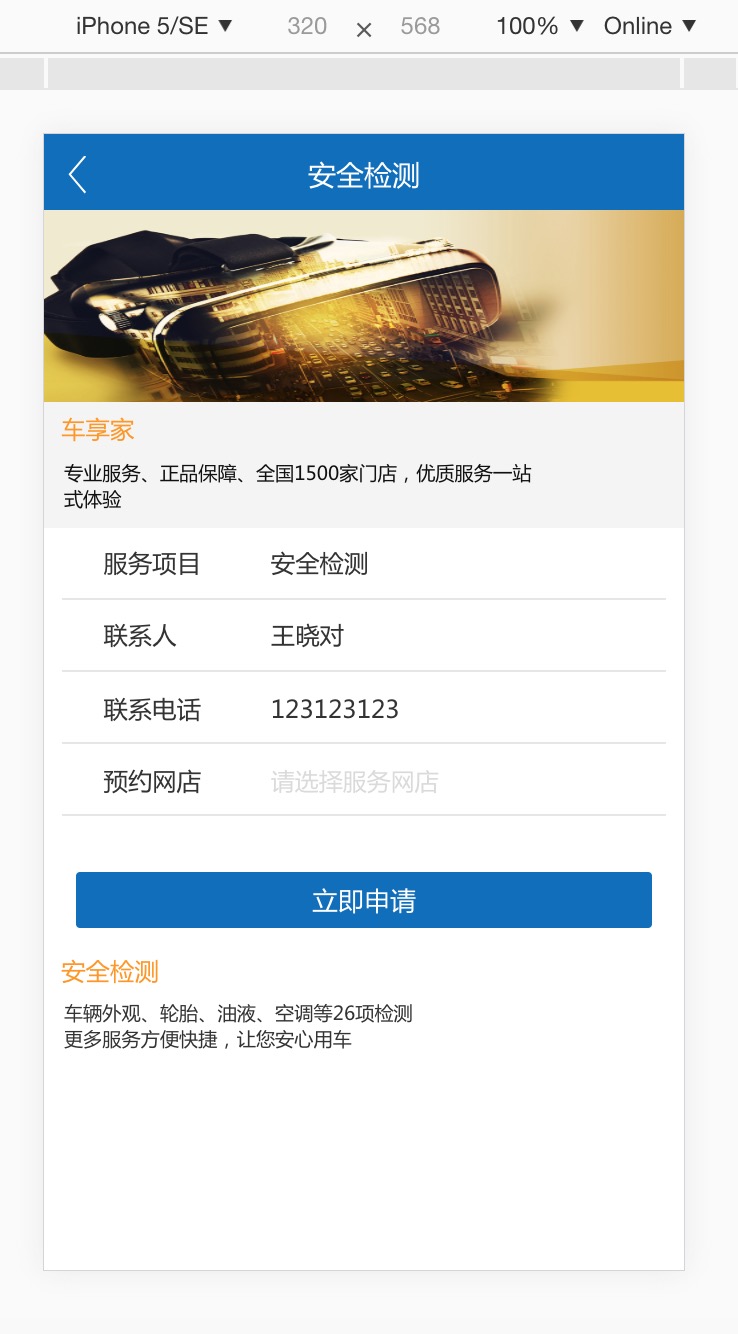 iPhone 5/SE ▼ 320 × 568 100% ▼ Online ▼
安全检测
车享家
专业服务、正品保障、全国1500家门店，优质服务一站
式体验
服务项目 安全检测
联系人 王晓对
联系电话 123123123
预约网店 请选择服务网店
立即申请
安全检测
车辆外观、轮胎、油液、空调等26项检测
更多服务方便快捷，让您安心用车